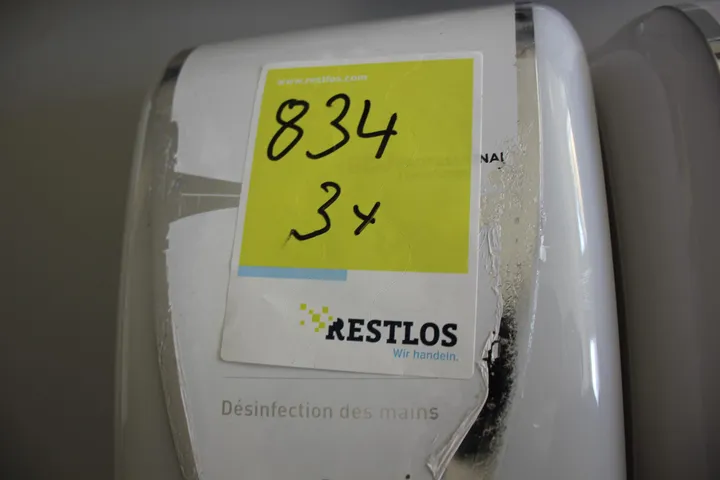 www.restlos.com
834
NAL
3x
RESTLOS
Wir handeln.
Désinfection des mains